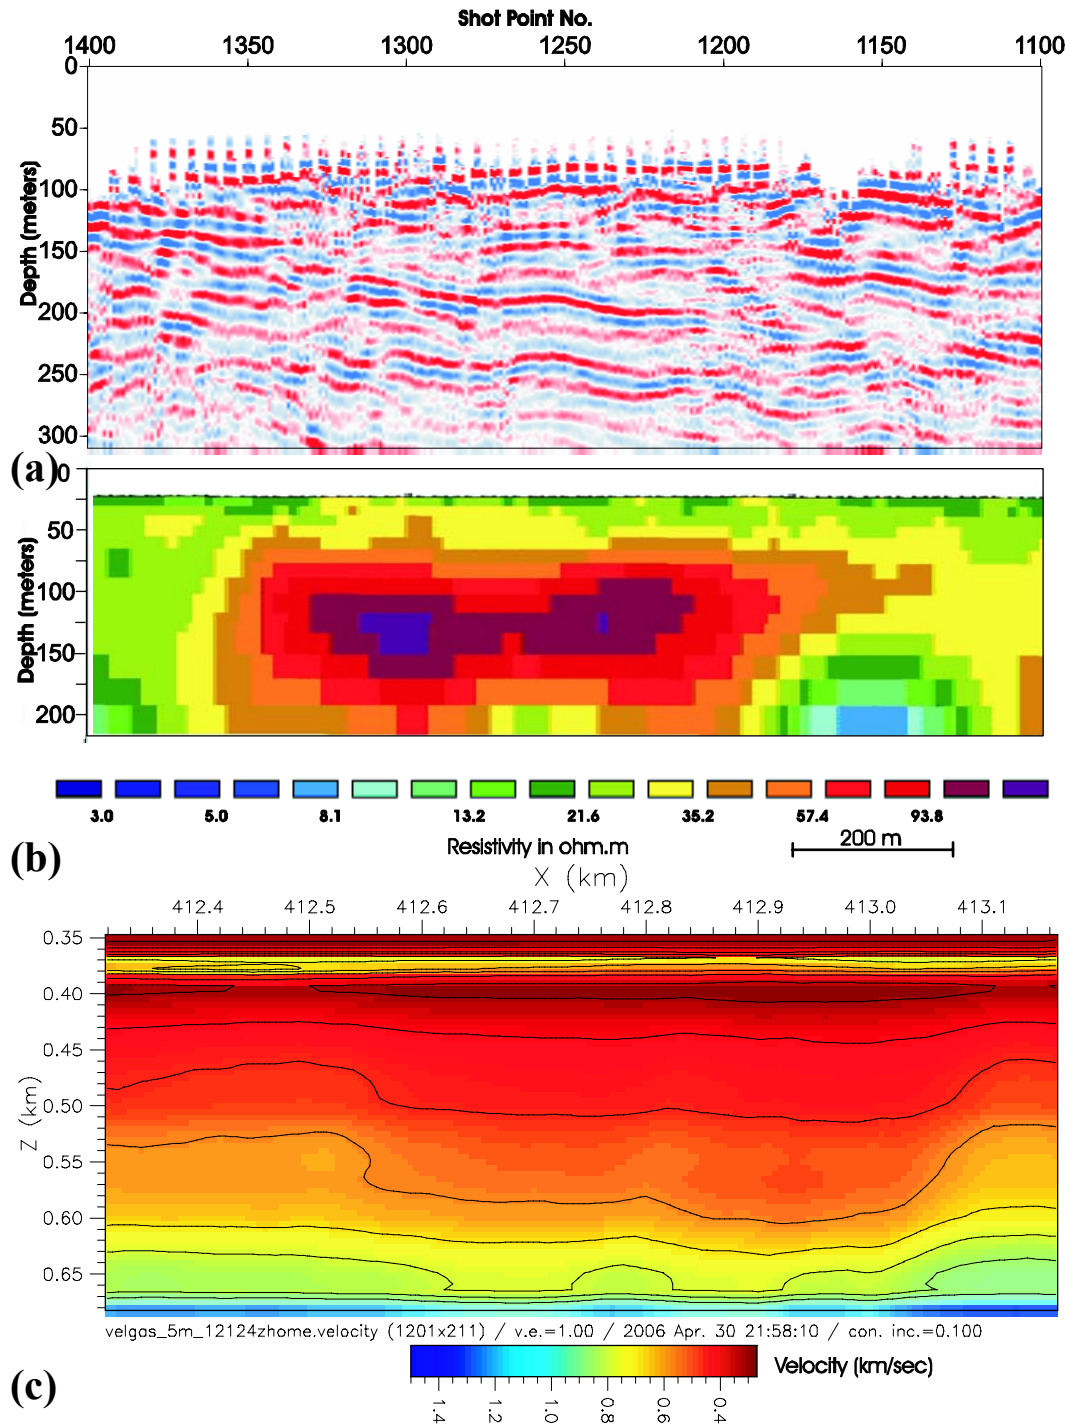 Shot Point No.
1400 1350 1300 1250 1200 1150 1100
0
50
100
150
200
250
300
Depth (meters)
(a)
0
50
100
150
200
Depth (meters)
3.0 5.0 8.1 13.2 21.6 35.2 57.4 93.8
Resistivity in ohm.m
200 m
(b)
X (km)
412.4 412.5 412.6 412.7 412.8 412.9 413.0 413.1
0.35
0.40
0.45
0.50
0.55
0.60
0.65
Z (km)
velgas_5m_12124zhome.velocity (1201x211) / v.e.=1.00 / 2006 Apr. 30 21:58:10 / con. inc.=0.100
Velocity (km/sec)
1.4 1.2 1.0 0.8 0.6 0.4
(c)